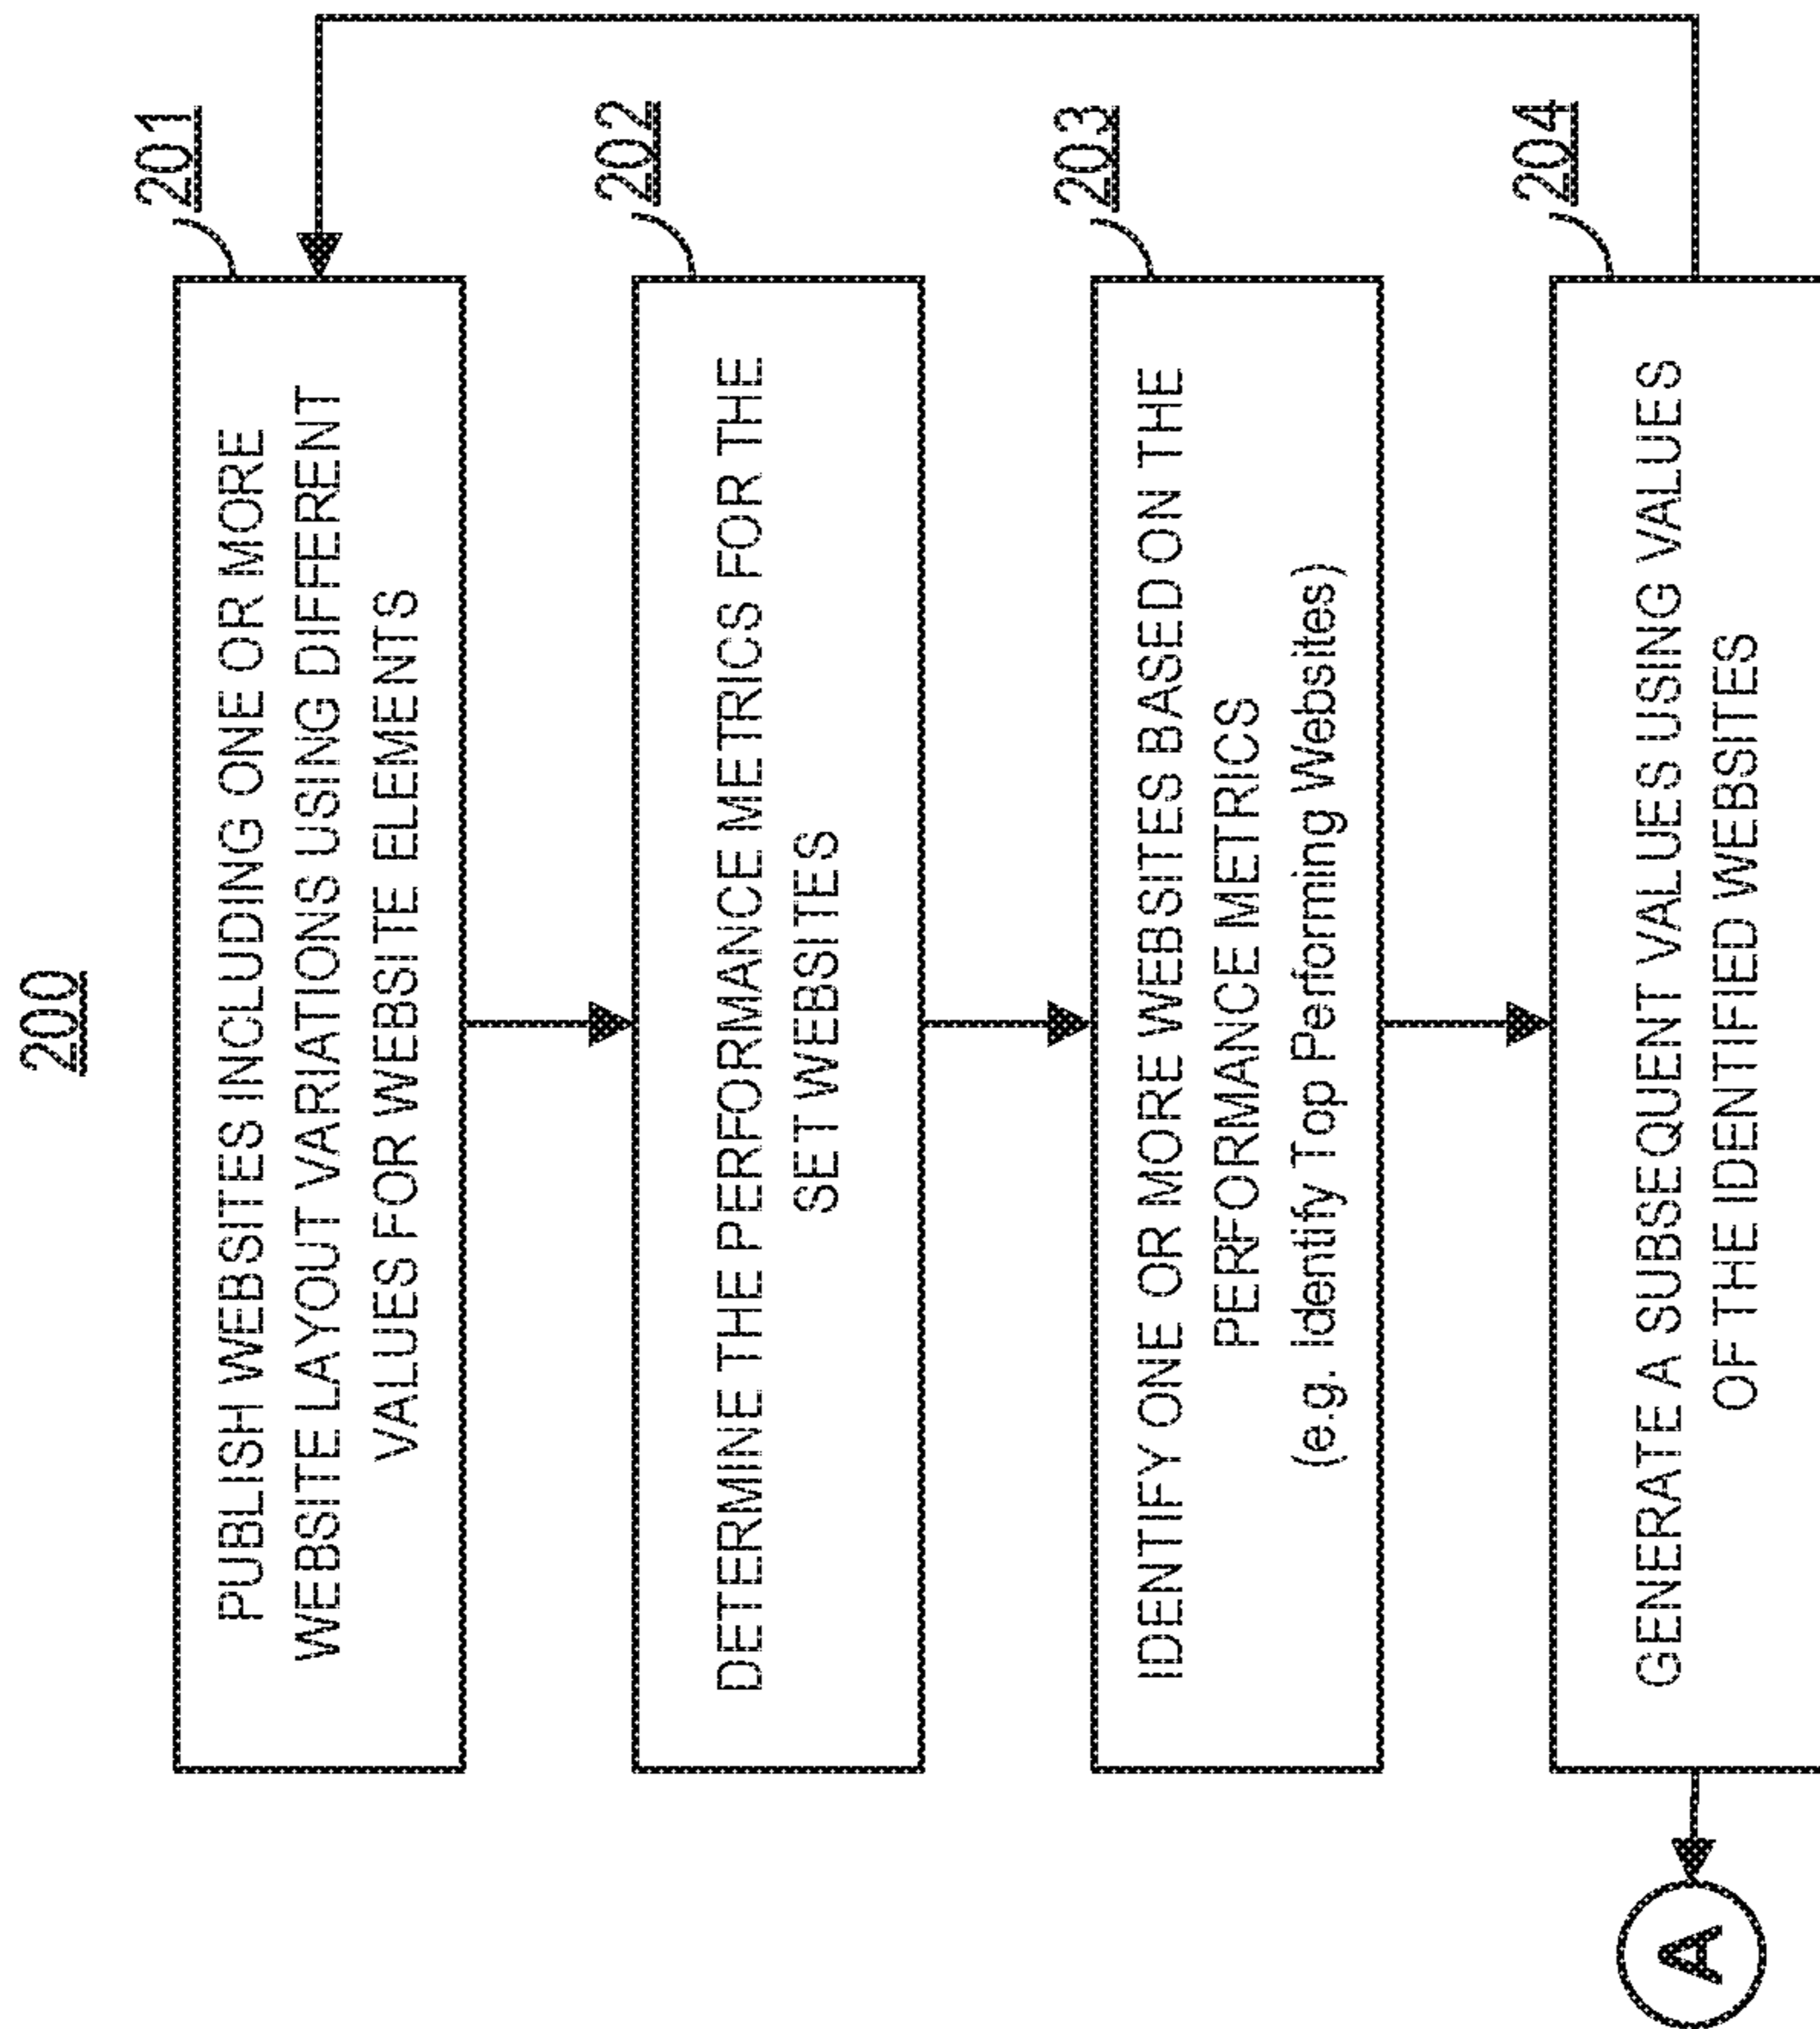 200
201
PUBLISH WEBSITES INCLUDING ONE OR MORE
WEBSITE LAYOUT VARIATIONS USING DIFFERENT
VALUES FOR WEBSITE ELEMENTS
202
DETERMINE THE PERFORMANCE METRICS FOR THE
SET WEBSITES
203
IDENTIFY ONE OR MORE WEBSITES BASED ON THE
PERFORMANCE METRICS
(e.g. Identify Top Performing Websites)
204
GENERATE A SUBSEQUENT VALUES USING VALUES
OF THE IDENTIFIED WEBSITES
A